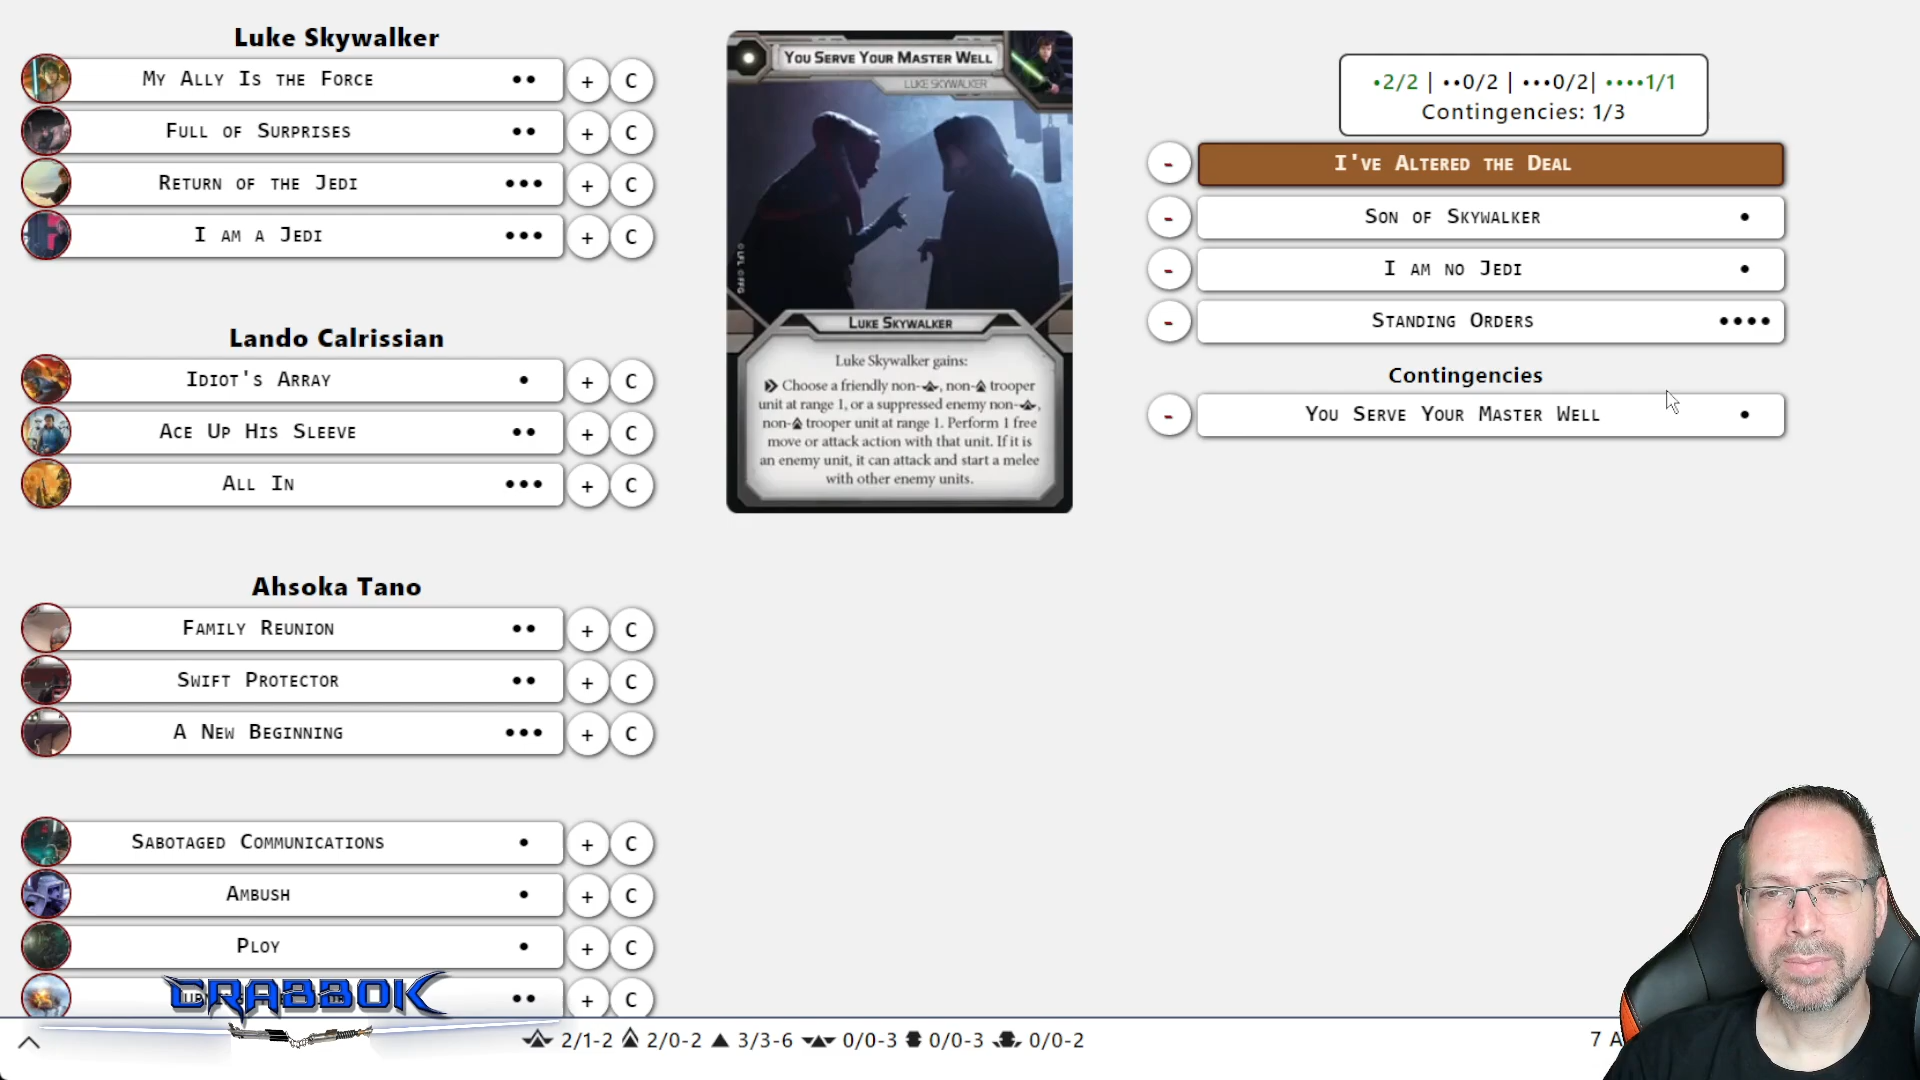 Luke Skywalker
My Ally Is the Force •• + C
Full of Surprises •• + C
Return of the Jedi ••• + C
I am a Jedi ••• + C
Lando Calrissian
Idiot's Array • + C
Ace Up His Sleeve •• + C
All In ••• + C
Ahsoka Tano
Family Reunion •• + C
Swift Protector •• + C
A New Beginning ••• + C
Sabotaged Communications • + C
Ambush • + C
Ploy • + C
•• + C
CRABBOK
You Serve Your Master Well
LUKE SKYWALKER
© LFL © FFG
Luke Skywalker
Luke Skywalker gains:
Choose a friendly non-, non- trooper
unit at range 1, or a suppressed enemy non-,
non- trooper unit at range 1. Perform 1 free
move or attack action with that unit. If it is
an enemy unit, it can attack and start a melee
with other enemy units.
•2/2 | ••0/2 | •••0/2| ••••1/1
Contingencies: 1/3
- I've Altered the Deal
- Son of Skywalker •
- I am no Jedi •
- Standing Orders ••••
Contingencies
- You Serve Your Master Well •
2/1-2 2/0-2 3/3-6 0/0-3 0/0-3 0/0-2
7 A